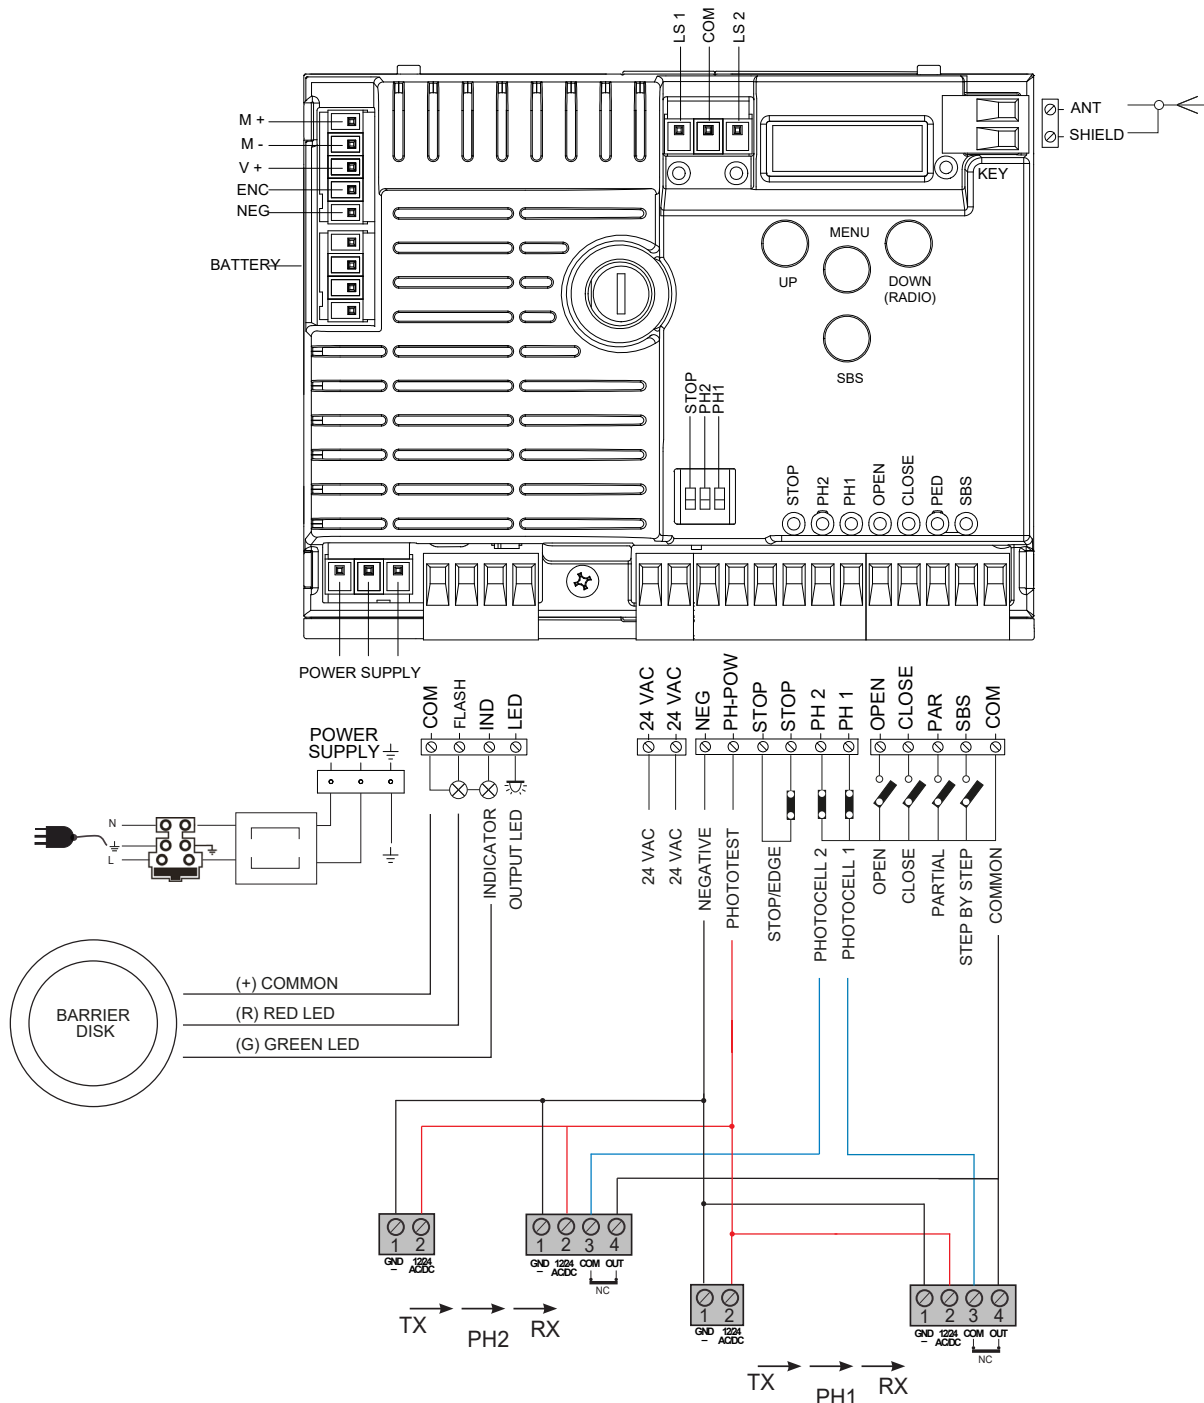 LS 1
COM
LS 2
ANT
SHIELD
KEY
M +
M -
V +
ENC
NEG
BATTERY
MENU
UP
DOWN
(RADIO)
SBS
STOP
PH2
PH1
STOP
PH2
PH1
OPEN
CLOSE
PED
SBS
POWER SUPPLY
COM
FLASH
IND
LED
24 VAC
24 VAC
NEG
PH-POW
STOP
STOP
PH 2
PH 1
OPEN
CLOSE
PAR
SBS
COM
POWER
SUPPLY
N
L
INDICATOR
OUTPUT LED
24 VAC
24 VAC
NEGATIVE
PHOTOTEST
STOP/EDGE
PHOTOCELL 2
PHOTOCELL 1
OPEN
CLOSE
PARTIAL
STEP BY STEP
COMMON
BARRIER
DISK
(+) COMMON
(R) RED LED
(G) GREEN LED
1 2
GND 12/24
– AC/DC
1 2 3 4
GND 12/24 COM OUT
– AC/DC
NC
TX PH2 RX
1 2
GND 12/24
– AC/DC
1 2 3 4
GND 12/24 COM OUT
– AC/DC
NC
TX PH1 RX